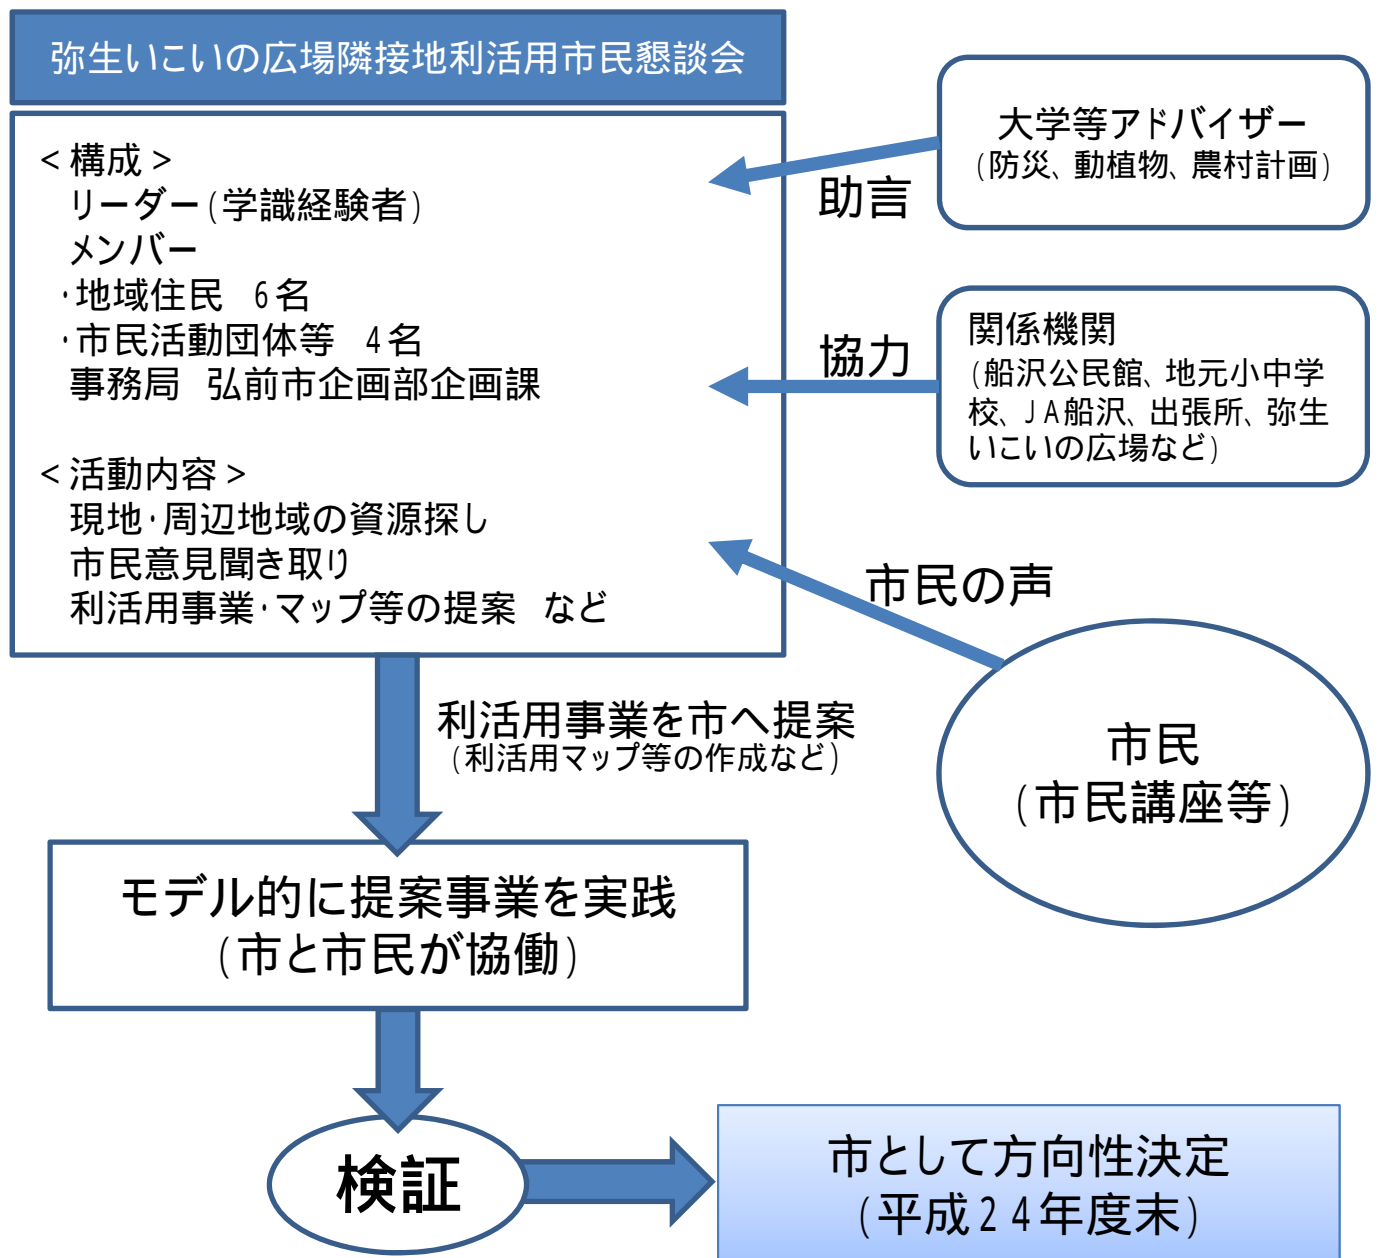 弥生いこいの広場隣接地利活用市民懇談会
<構成>
リーダー(学識経験者)
メンバー
・地域住民 6名
・市民活動団体等 4名
事務局 弘前市企画部企画課
<活動内容>
現地・周辺地域の資源探し
市民意見聞き取り
利活用事業・マップ等の提案 など
大学等アドバイザー
(防災、動植物、農村計画)
助言
関係機関
(船沢公民館、地元小中学
校、JA船沢、出張所、弥生
いこいの広場など)
協力
市民の声
市民
(市民講座等)
利活用事業を市へ提案
(利活用マップ等の作成など)
モデル的に提案事業を実践
(市と市民が協働)
検証
市として方向性決定
(平成24年度末)